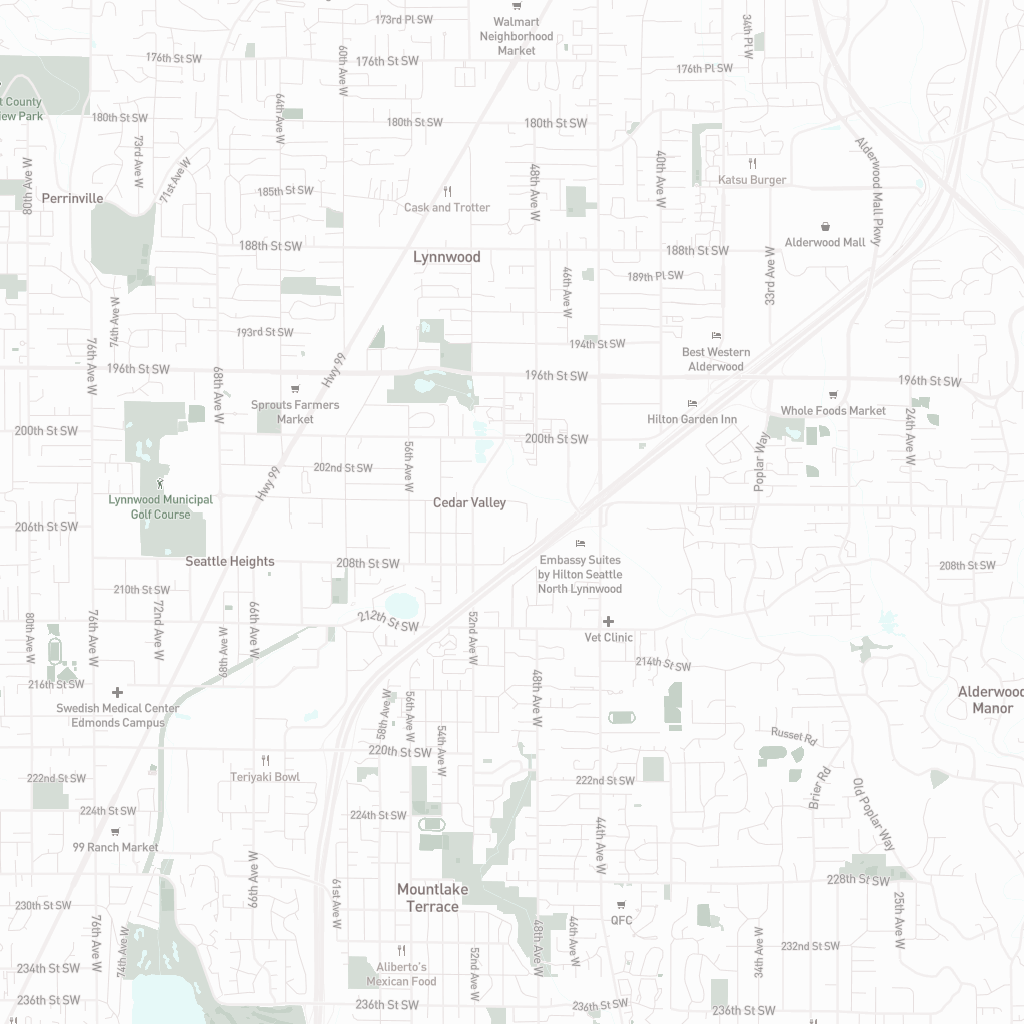 173rd Pl SW
Walmart
Neighborhood
Market
34th Pl W
60th Ave W
176th St SW
176th St SW
176th Pl SW
t County
View Park
64th Ave W
180th St SW
180th St SW
180th St SW
73rd Ave W
71st Ave W
80th Ave W
48th Ave W
40th Ave W
Alderwood Mall Pkwy
Katsu Burger
185th St SW
Perrinville
Cask and Trotter
188th St SW
188th St SW
Alderwood Mall
Lynnwood
46th Ave W
189th Pl SW
33rd Ave W
74th Ave W
193rd St SW
194th St SW
76th Ave W
Hwy 99
Best Western
Alderwood
196th St SW
68th Ave W
196th St SW
196th St SW
Sprouts Farmers
Market
Hilton Garden Inn
Whole Foods Market
24th Ave W
200th St SW
200th St SW
56th Ave W
Poplar Way
202nd St SW
Hwy 99
Lynnwood Municipal
Golf Course
Cedar Valley
206th St SW
Seattle Heights
208th St SW
Embassy Suites
by Hilton Seattle
North Lynnwood
208th St SW
210th St SW
72nd Ave W
80th Ave W
76th Ave W
66th Ave W
68th Ave W
212th St SW
52nd Ave W
Vet Clinic
214th St SW
216th St SW
Swedish Medical Center
Edmonds Campus
58th Ave W
56th Ave W
48th Ave W
Alderwood
Manor
54th Ave W
Russet Rd
220th St SW
Teriyaki Bowl
222nd St SW
222nd St SW
Brier Rd
Old Poplar Way
224th St SW
224th St SW
44th Ave W
99 Ranch Market
66th Ave W
61st Ave W
Mountlake
Terrace
228th St SW
230th St SW
25th Ave W
QFC
76th Ave W
74th Ave W
52nd Ave W
48th Ave W
46th Ave W
34th Ave W
232nd St SW
234th St SW
Aliberto's
Mexican Food
236th St SW
236th St SW
236th St SW
236th St SW